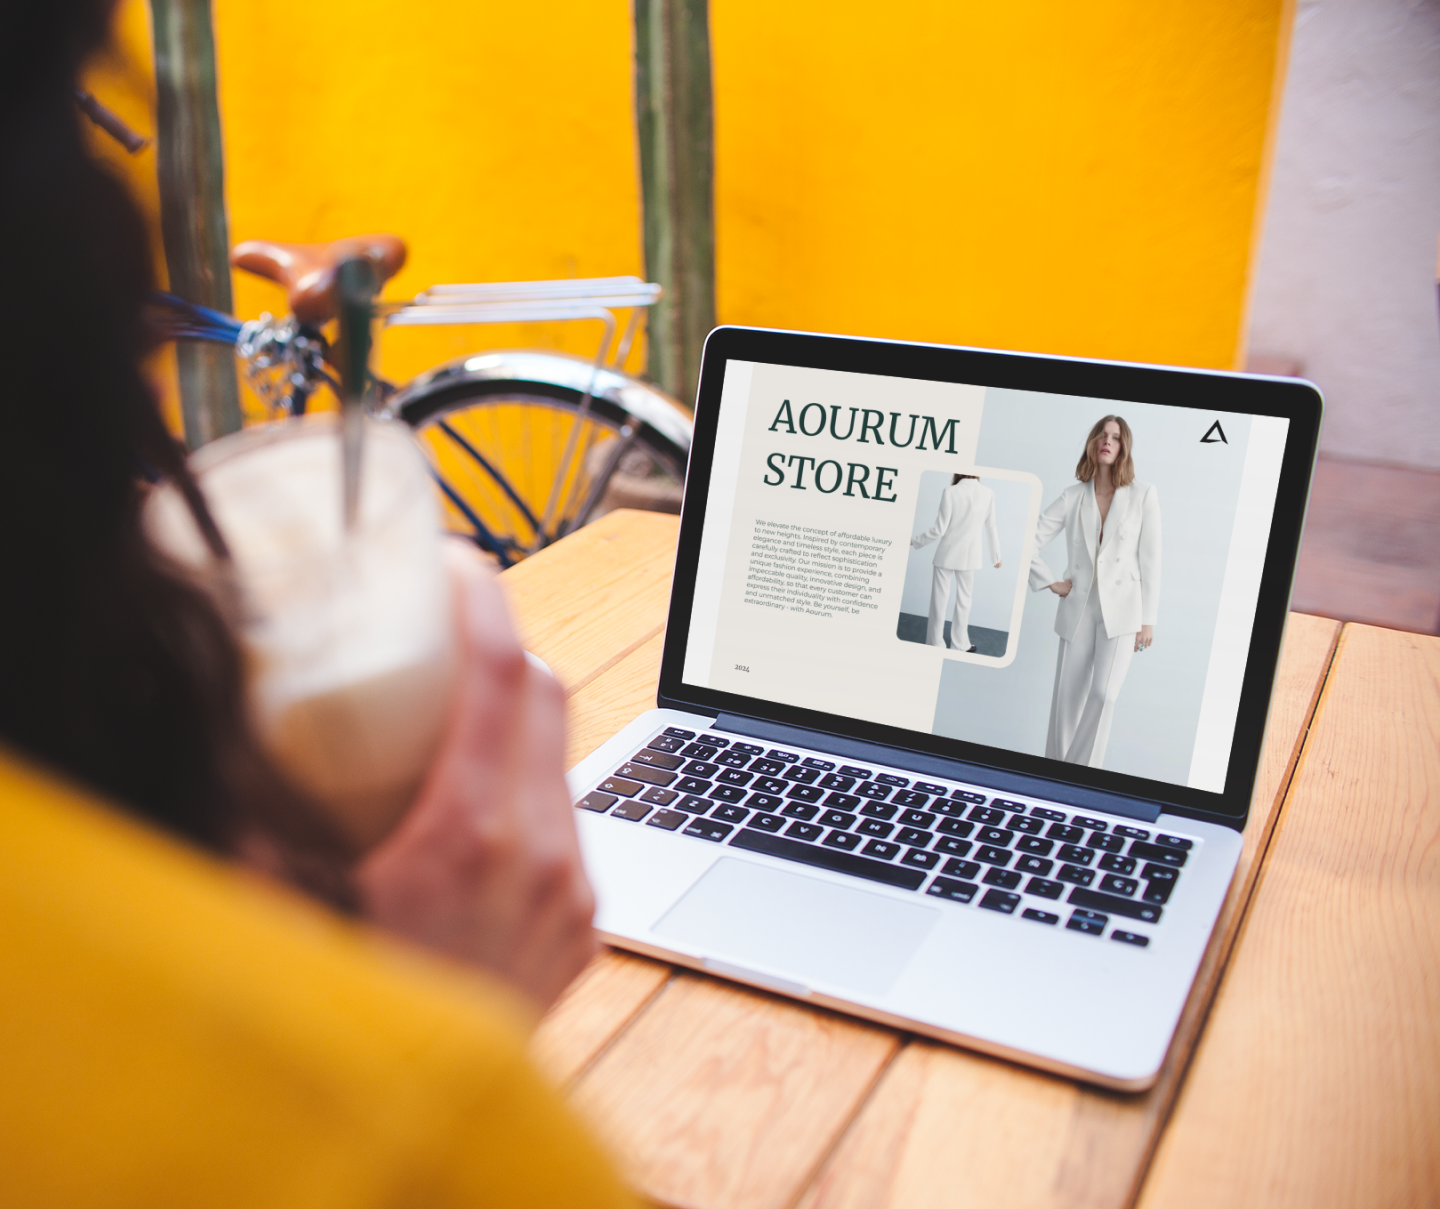 AOURUM
STORE
We elevate the concept of affordable luxury
to new heights. Inspired by contemporary
elegance and timeless style, each piece is
carefully crafted to reflect sophistication
and exclusivity. Our mission is to provide a
unique fashion experience, combining
impeccable quality, innovative design, and
affordability, so that every customer can
express their individuality with confidence
and unmatched style. Be yourself, be
extraordinary - with Aourum.
2024